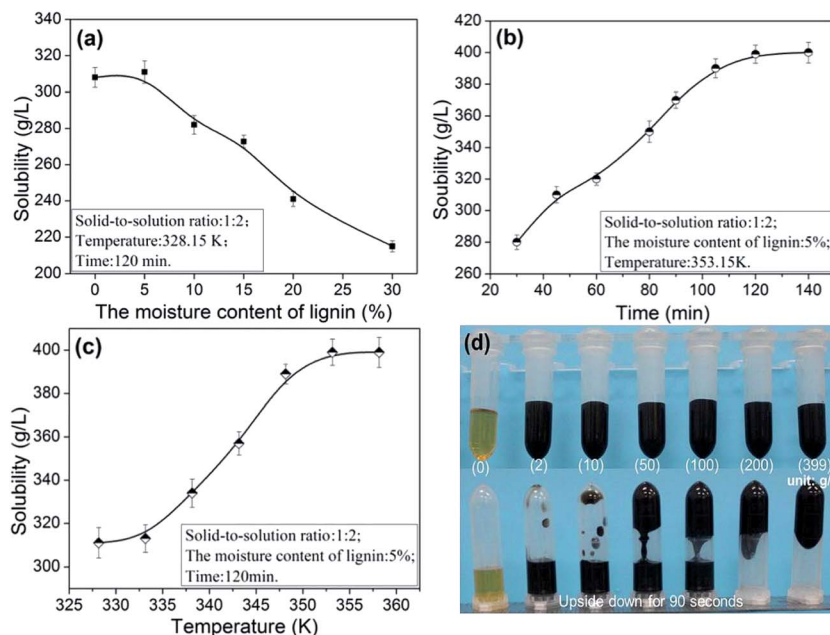 (a)
340
320
300
280
260
240
220
200
Solubility (g/L)
Solid-to-solution ratio:1:2;
Temperature:328.15 K;
Time:120 min.
0 5 10 15 20 25 30
The moisture content of lignin (%)
(b)
420
400
380
360
340
320
300
280
260
Solubility (g/L)
Solid-to-solution ratio:1:2;
The moisture content of lignin:5%;
Temperature:353.15K.
20 40 60 80 100 120 140
Time (min)
(c)
400
380
360
340
320
300
Solubility (g/L)
Solid-to-solution ratio:1:2;
The moisture content of lignin:5%;
Time:120min.
325 330 335 340 345 350 355 360
Temperature (K)
(d)
(0) (2) (10) (50) (100) (200) (399)
unit: g/
Upside down for 90 seconds